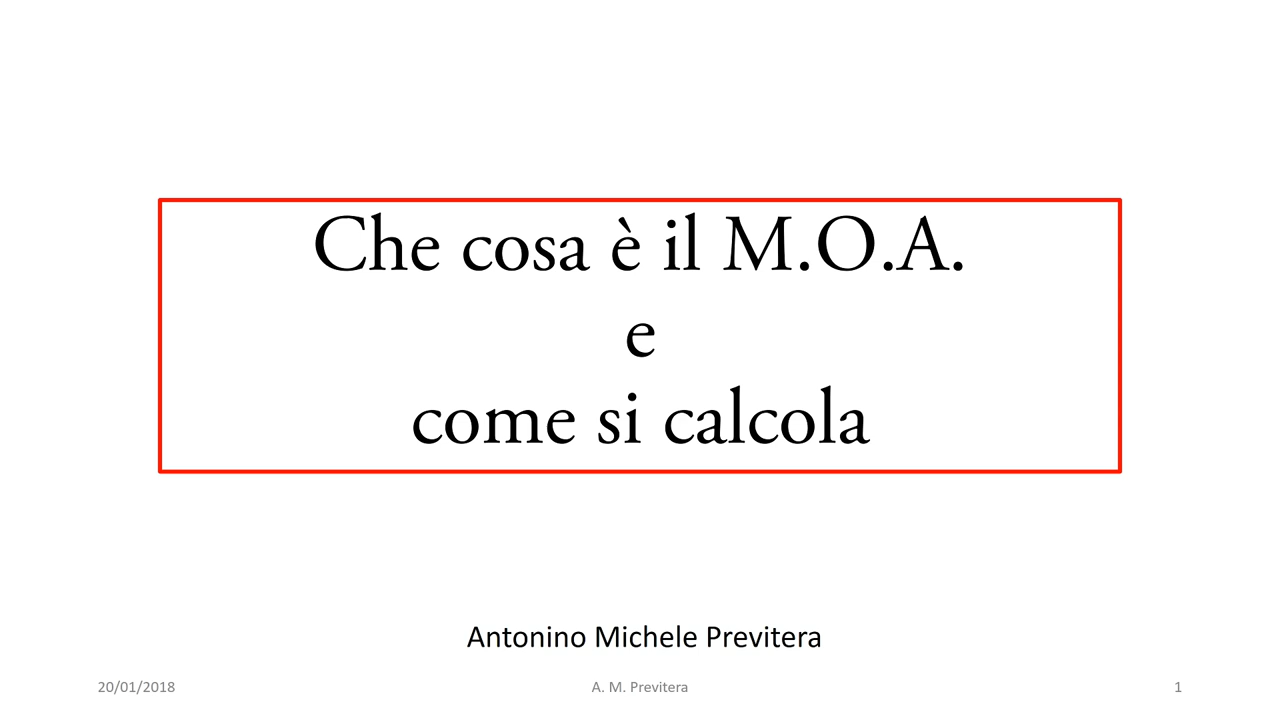 Che cosa è il M.O.A.
e
come si calcola
Antonino Michele Previtera
20/01/2018
A. M. Previtera
1